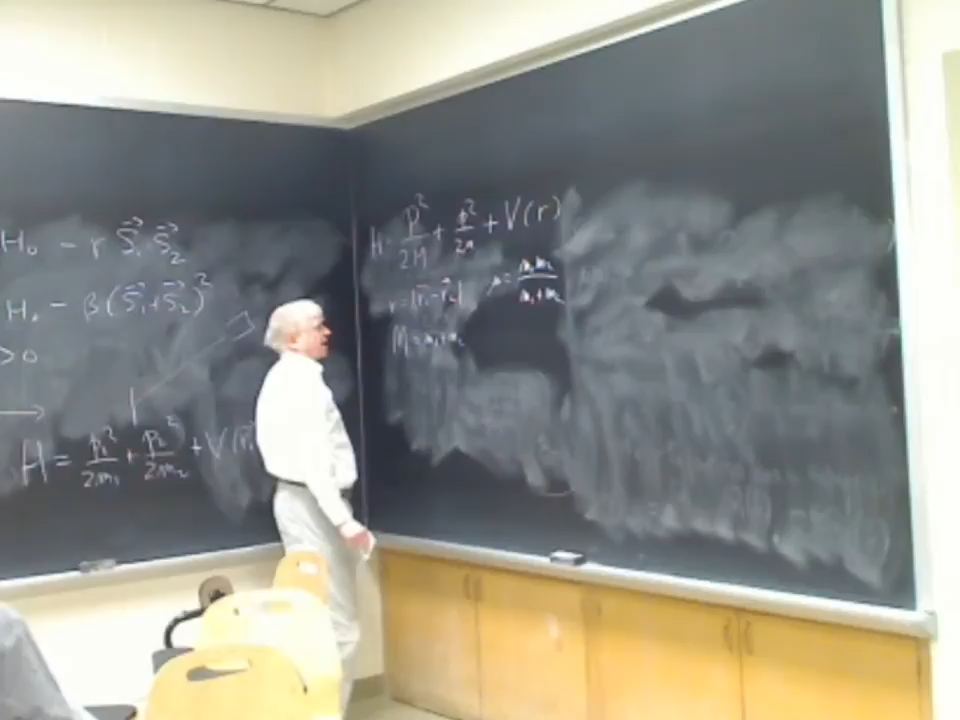 H₀ - γ S⃗₁·S⃗₂
H₀ - β(S⃗₁+S⃗₂)²
>0
H = p₁²/2m₁ + p₂²/2m₂ + V(r₁
H = P²/2M + p²/2μ + V(r)
r = |r⃗₁-r⃗₂| μ = m₁m₂/m₁+m₂
M = m₁+m₂